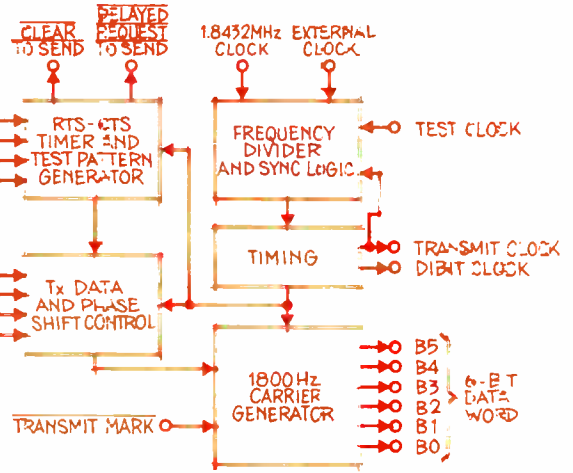 CLEAR
TO SEND
DELAYED
REQUEST
TO SEND
1.8432MHz
CLOCK
EXTERNAL
CLOCK
RTS-CTS
TIMER AND
TEST PATTERN
GENERATOR
FREQUENCY
DIVIDER
AND SYNC LOGIC
TEST CLOCK
TIMING
TRANSMIT CLOCK
DIBIT CLOCK
Tx DATA
AND PHASE
SHIFT CONTROL
1800Hz
CARRIER
GENERATOR
B5
B4
B3
B2
B1
B0
6-BIT
DATA
WORD
TRANSMIT MARK